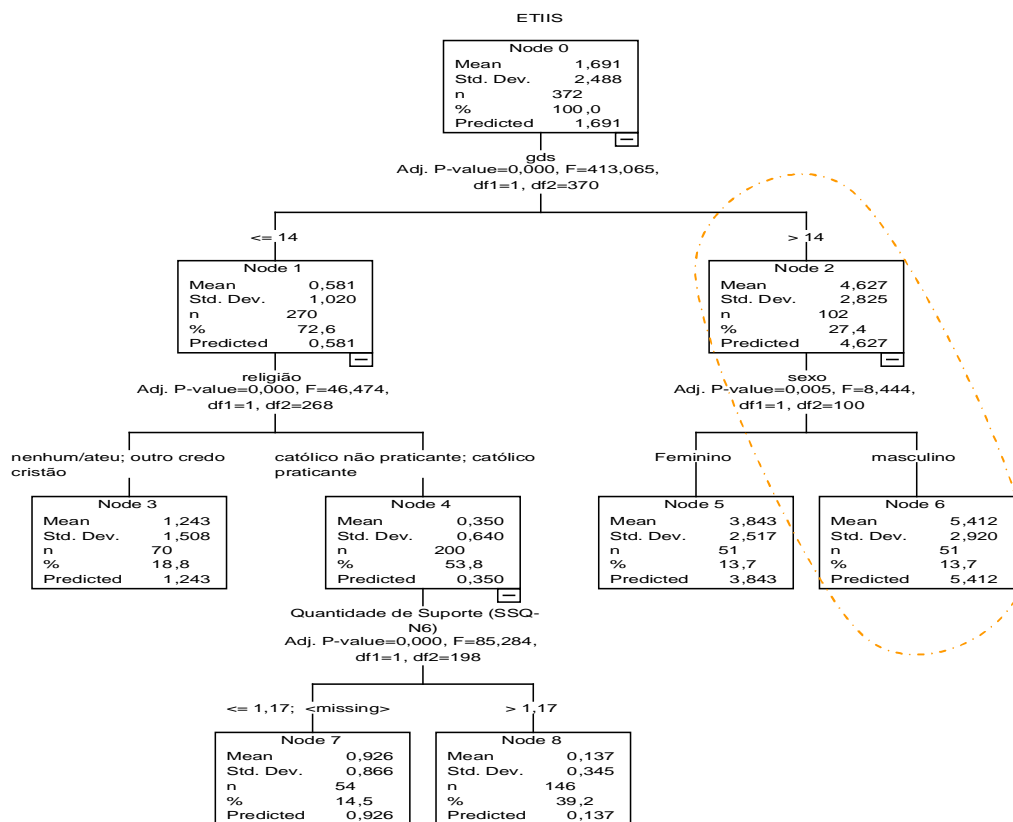 ETIIS
Node 0
Mean 1,691
Std. Dev. 2,488
n 372
% 100,0
Predicted 1,691
gds
Adj. P-value=0,000, F=413,065,
df1=1, df2=370
<= 14
> 14
Node 1
Mean 0,581
Std. Dev. 1,020
n 270
% 72,6
Predicted 0,581
Node 2
Mean 4,627
Std. Dev. 2,825
n 102
% 27,4
Predicted 4,627
religião
Adj. P-value=0,000, F=46,474,
df1=1, df2=268
sexo
Adj. P-value=0,005, F=8,444,
df1=1, df2=100
nenhum/ateu; outro credo
cristão
católico não praticante; católico
praticante
Feminino
masculino
Node 3
Mean 1,243
Std. Dev. 1,508
n 70
% 18,8
Predicted 1,243
Node 4
Mean 0,350
Std. Dev. 0,640
n 200
% 53,8
Predicted 0,350
Node 5
Mean 3,843
Std. Dev. 2,517
n 51
% 13,7
Predicted 3,843
Node 6
Mean 5,412
Std. Dev. 2,920
n 51
% 13,7
Predicted 5,412
Quantidade de Suporte (SSQ-
N6)
Adj. P-value=0,000, F=85,284,
df1=1, df2=198
<= 1,17; <missing>
> 1,17
Node 7
Mean 0,926
Std. Dev. 0,866
n 54
% 14,5
Predicted 0,926
Node 8
Mean 0,137
Std. Dev. 0,345
n 146
% 39,2
Predicted 0,137